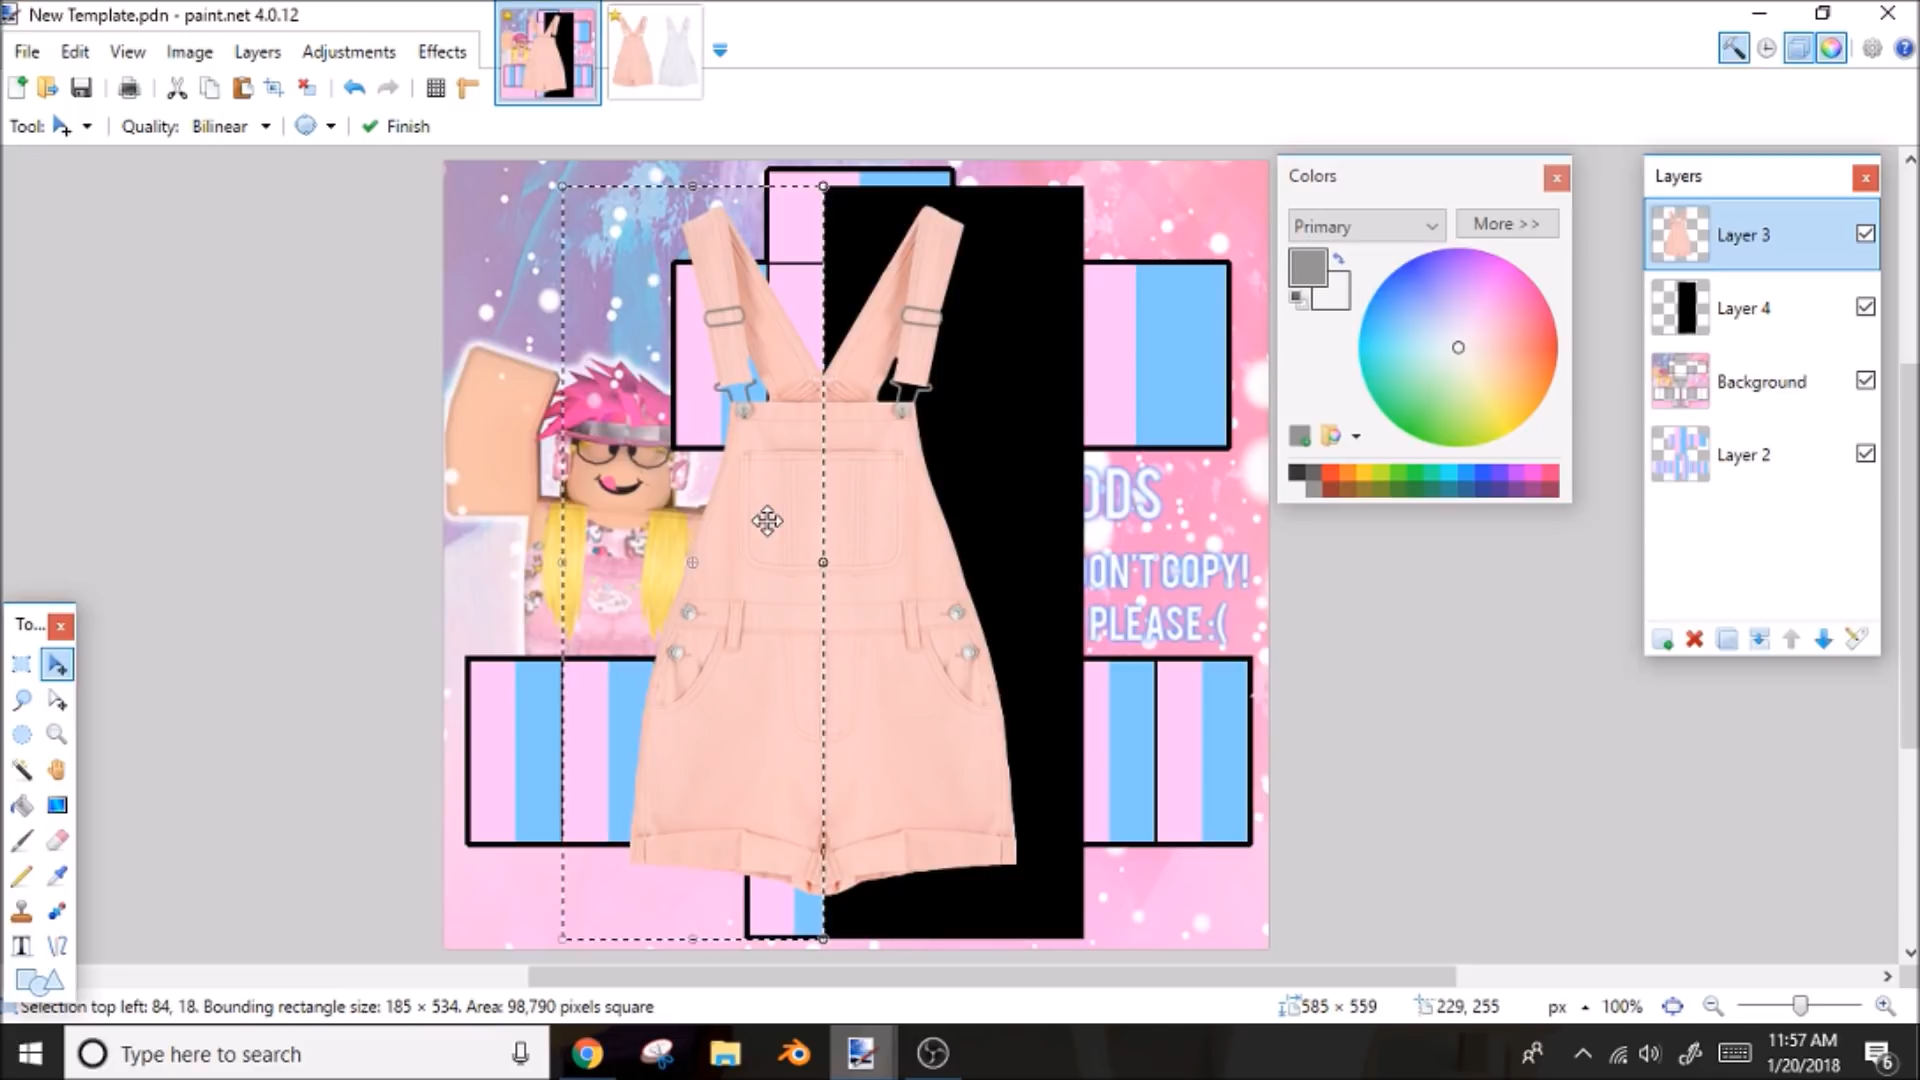 New Template.pdn - paint.net 4.0.12
File Edit View Image Layers Adjustments Effects
Tool: Quality: Bilinear Finish
Colors
Primary
More >>
Layers
Layer 3
Layer 4
Background
Layer 2
ODS
ON'T COPY!
PLEASE :(
To...
Selection top left: 84, 18. Bounding rectangle size: 185 × 534. Area: 98,790 pixels square
585 × 559
229, 255
px
100%
Type here to search
11:57 AM
1/20/2018
6